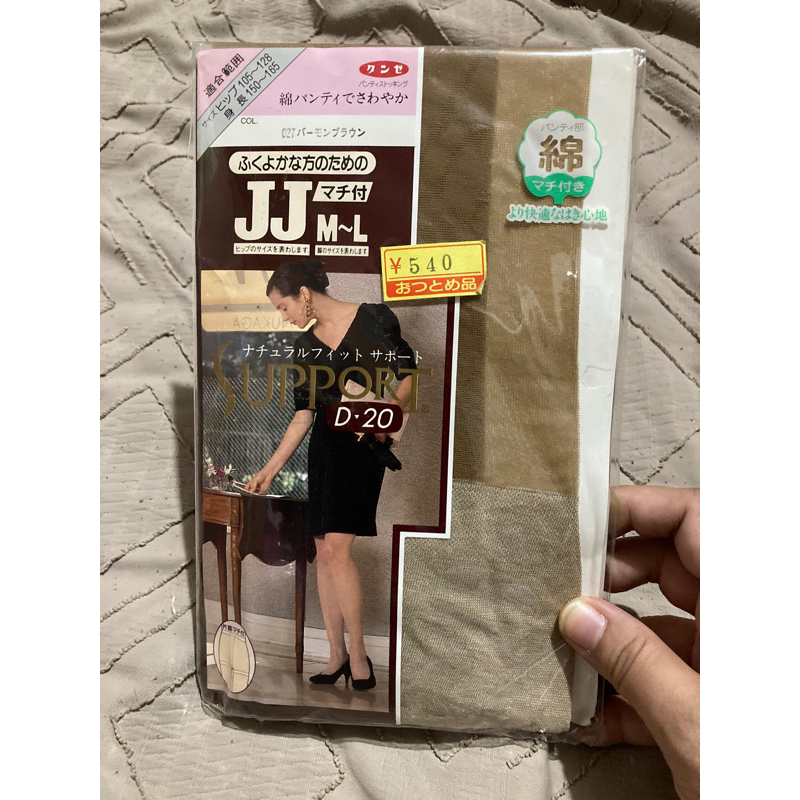 適合範囲
サイズ ヒップ 105〜128
身長 150〜165
グンゼ
パンティストッキング
綿パンティでさわやか
COL.
027 バーモンブラウン
ふくよかな方のための
JJ マチ付
M〜L
ヒップのサイズを表わします 脚のサイズを表わします
¥540
おつとめ品
パンティ部
綿
マチ付き
より快適なはき心地
ナチュラルフィット サポート
SUPPORT
D・20